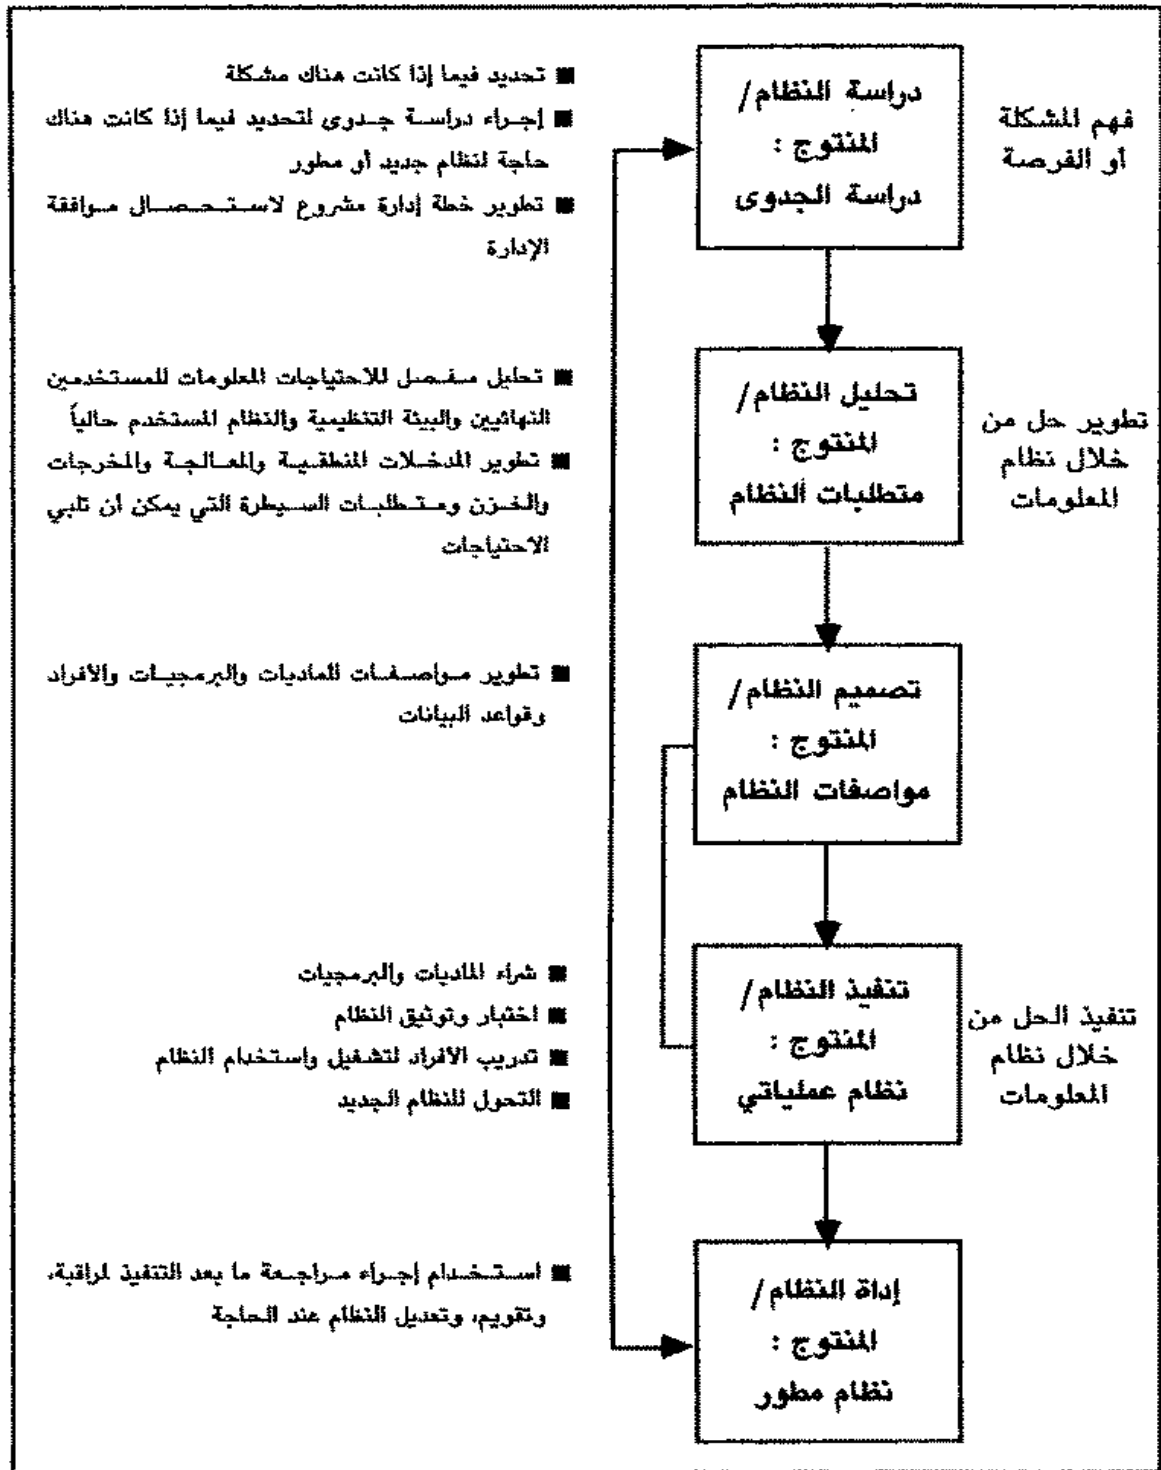 فهم المشكلة
أو الفرصة
دراسة النظام/
المنتوج :
دراسة الجدوى
■ تحديد فيما إذا كانت هناك مشكلة
■ إجراء دراسة جدوى لتحديد فيما إذا كانت هناك
حاجة لنظام جديد أو مطور
■ تطوير خطة إدارة مشروع لاستحصال موافقة
الإدارة
تطوير حل من
خلال نظام
المعلومات
تحليل النظام/
المنتوج :
متطلبات النظام
■ تحليل مفصل للاحتياجات المعلومات للمستخدمين
النهائيين والبيئة التنظيمية والنظام المستخدم حالياً
■ تطوير المدخلات المنطقية والمعالجة والمخرجات
والخزن ومتطلبات السيطرة التي يمكن أن تلبي
الاحتياجات
تصميم النظام/
المنتوج :
مواصفات النظام
■ تطوير مواصفات للماديات والبرمجيات والأفراد
وقواعد البيانات
تنفيذ الحل من
خلال نظام
المعلومات
تنفيذ النظام/
المنتوج :
نظام عملياتي
■ شراء الماديات والبرمجيات
■ اختبار وتوثيق النظام
■ تدريب الأفراد لتشغيل واستخدام النظام
■ التحول للنظام الجديد
إداة النظام/
المنتوج :
نظام مطور
■ استخدام إجراء مراجعة ما بعد التنفيذ لمراقبة،
وتقويم، وتعديل النظام عند الحاجة